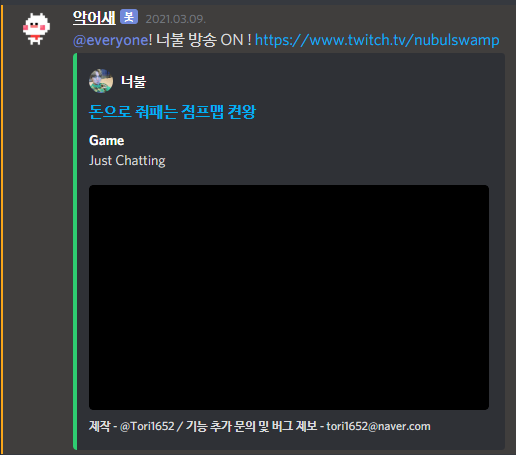 악어새 봇 2021.03.09.
@everyone! 너불 방송 ON ! https://www.twitch.tv/nubulswamp
너불
돈으로 줘패는 점프맵 켠왕
Game
Just Chatting
제작 - @Tori1652 / 기능 추가 문의 및 버그 제보 - tori1652@naver.com